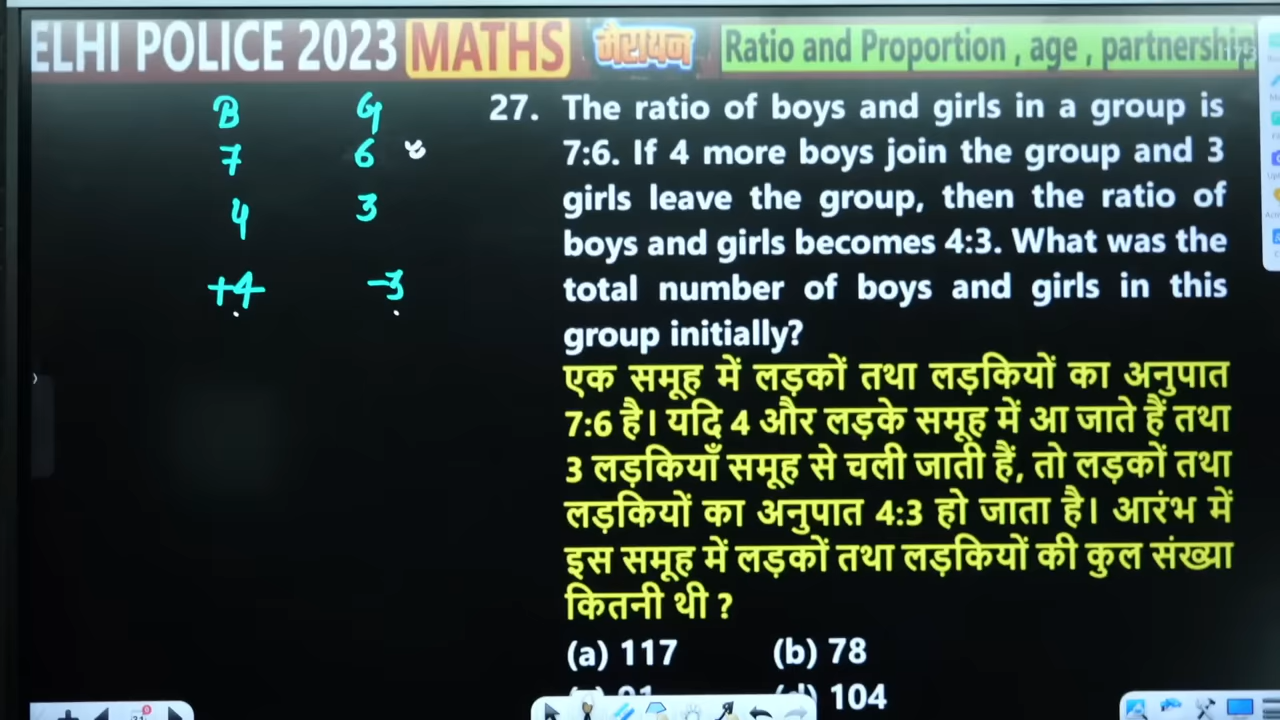 ELHI POLICE 2023 MATHS मैरायन Ratio and Proportion , age , partnership
B G
7 6
4 3
+4 -3
27. The ratio of boys and girls in a group is
7:6. If 4 more boys join the group and 3
girls leave the group, then the ratio of
boys and girls becomes 4:3. What was the
total number of boys and girls in this
group initially?
एक समूह में लड़कों तथा लड़कियों का अनुपात
7:6 है। यदि 4 और लड़के समूह में आ जाते हैं तथा
3 लड़कियाँ समूह से चली जाती हैं, तो लड़कों तथा
लड़कियों का अनुपात 4:3 हो जाता है। आरंभ में
इस समूह में लड़कों तथा लड़कियों की कुल संख्या
कितनी थी ?
(a) 117 (b) 78
91 (d) 104